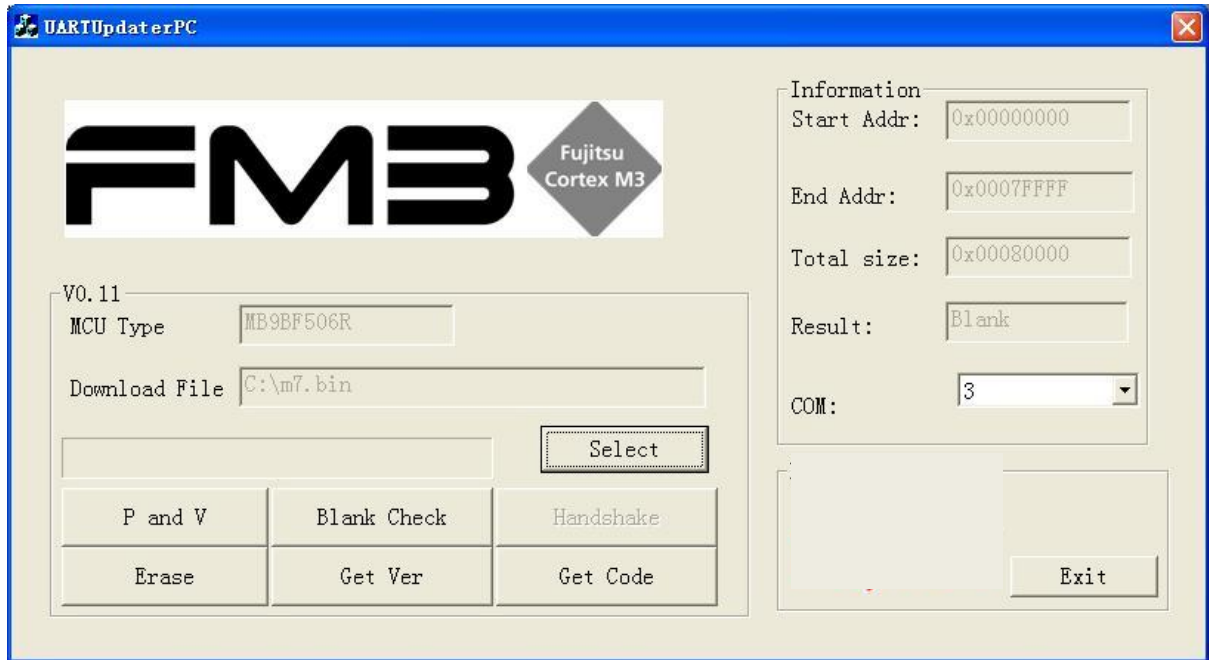 UARTUpdaterPC
FM3
Fujitsu
Cortex M3
V0.11
MCU Type
MB9BF506R
Download File
C:\m7.bin
Select
P and V
Blank Check
Handshake
Erase
Get Ver
Get Code
Information
Start Addr:
0x00000000
End Addr:
0x0007FFFF
Total size:
0x00080000
Result:
Blank
COM:
3
Exit